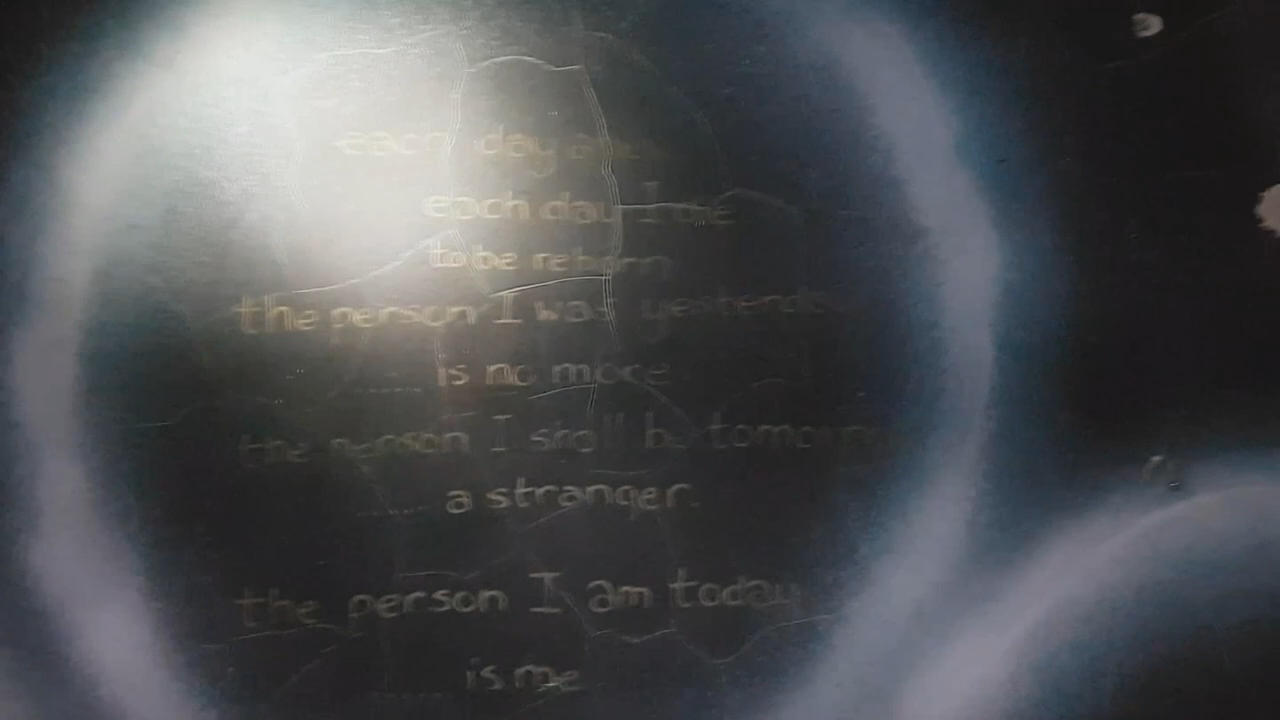 each day
each day I die
to be reborn
the person I was
is no more
the person I shall be tomorrow
a stranger.
the person I am today
is me